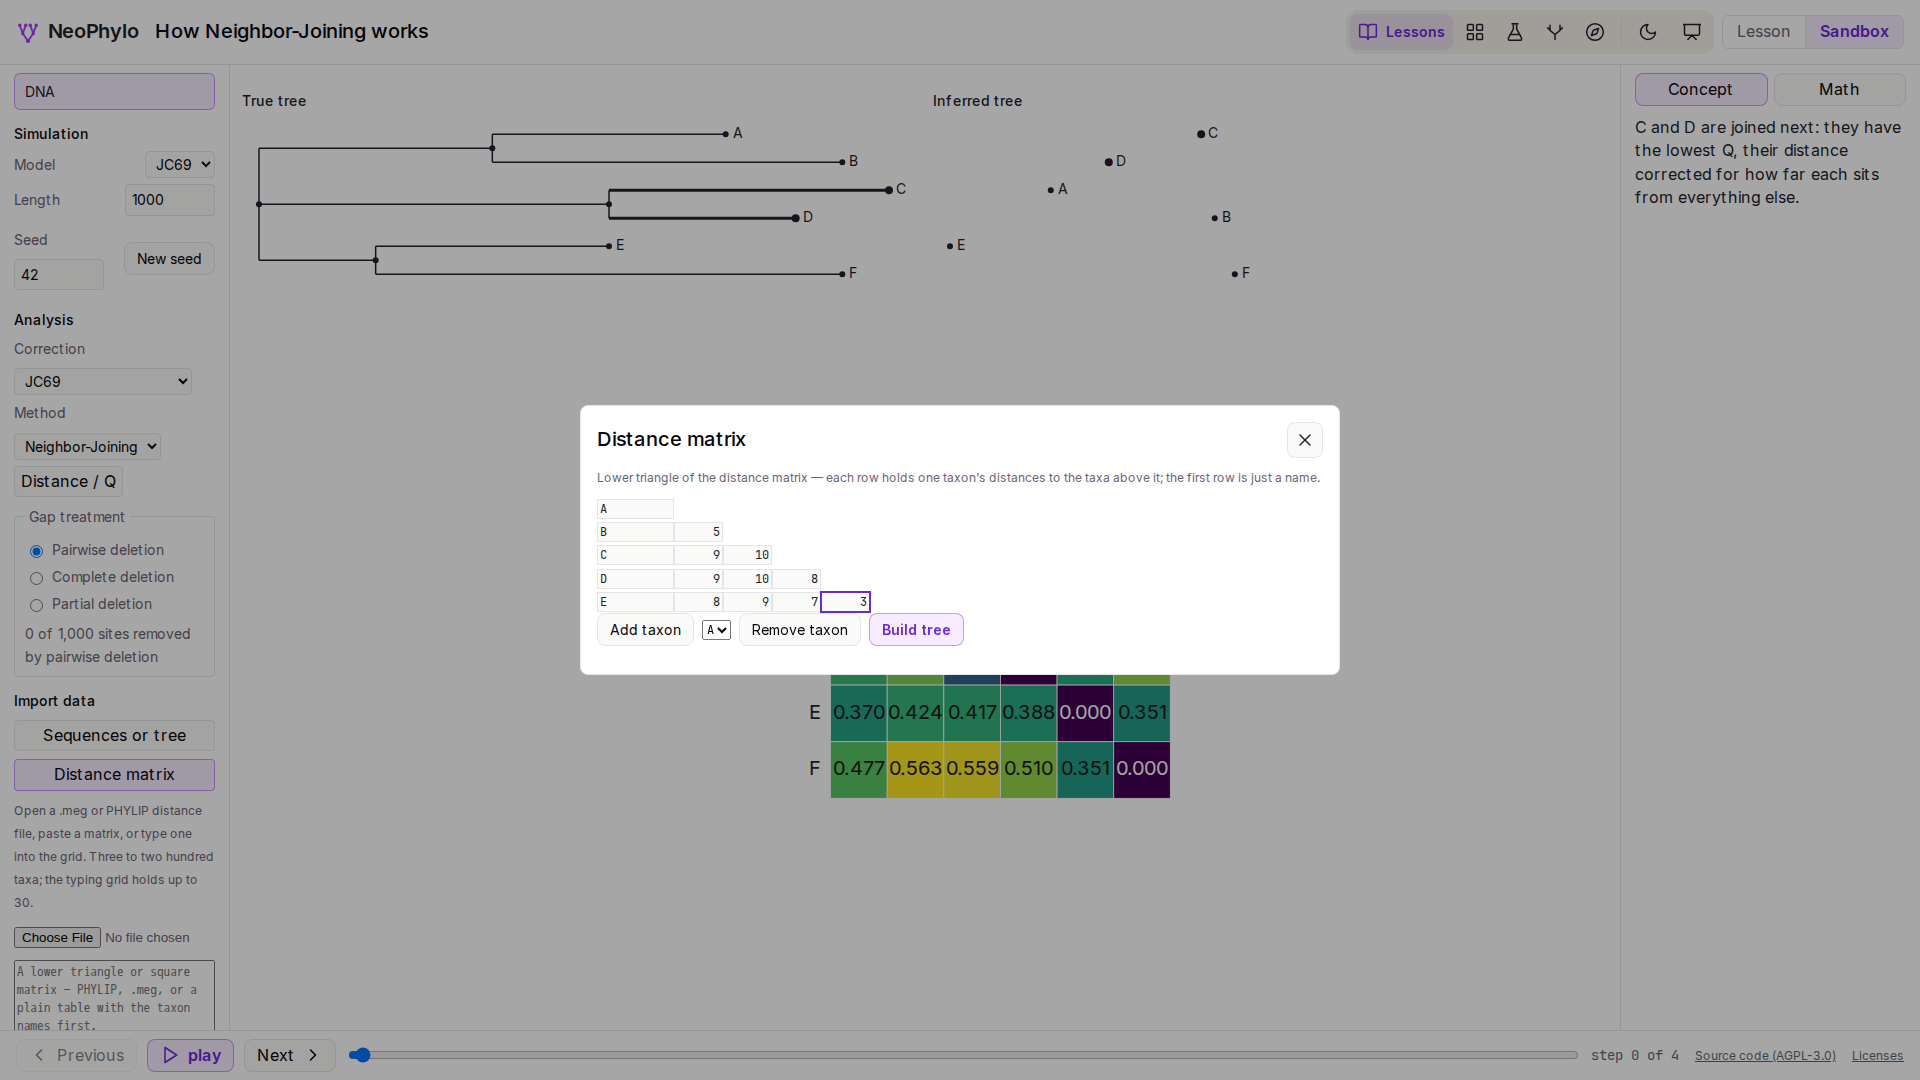 NeoPhylo How Neighbor-Joining works
Lessons
Lesson Sandbox
DNA
Simulation
Model JC69
Length 1000
Seed
42 New seed
Analysis
Correction
JC69
Method
Neighbor-Joining
Distance / Q
Gap treatment
Pairwise deletion
Complete deletion
Partial deletion
0 of 1,000 sites removed
by pairwise deletion
Import data
Sequences or tree
Distance matrix
Open a .meg or PHYLIP distance
file, paste a matrix, or type one
into the grid. Three to two hundred
taxa; the typing grid holds up to
30.
Choose File No file chosen
A lower triangle or square
matrix — PHYLIP, .meg, or a
plain table with the taxon
names first.
True tree
A
B
C
D
E
F
Inferred tree
C
D
A
B
E
F
Distance matrix
Lower triangle of the distance matrix — each row holds one taxon's distances to the taxa above it; the first row is just a name.
A
B 5
C 9 10
D 9 10 8
E 8 9 7 3
Add taxon A Remove taxon Build tree
E 0.370 0.424 0.417 0.388 0.000 0.351
F 0.477 0.563 0.559 0.510 0.351 0.000
Concept Math
C and D are joined next: they have
the lowest Q, their distance
corrected for how far each sits
from everything else.
Previous play Next step 0 of 4 Source code (AGPL-3.0) Licenses